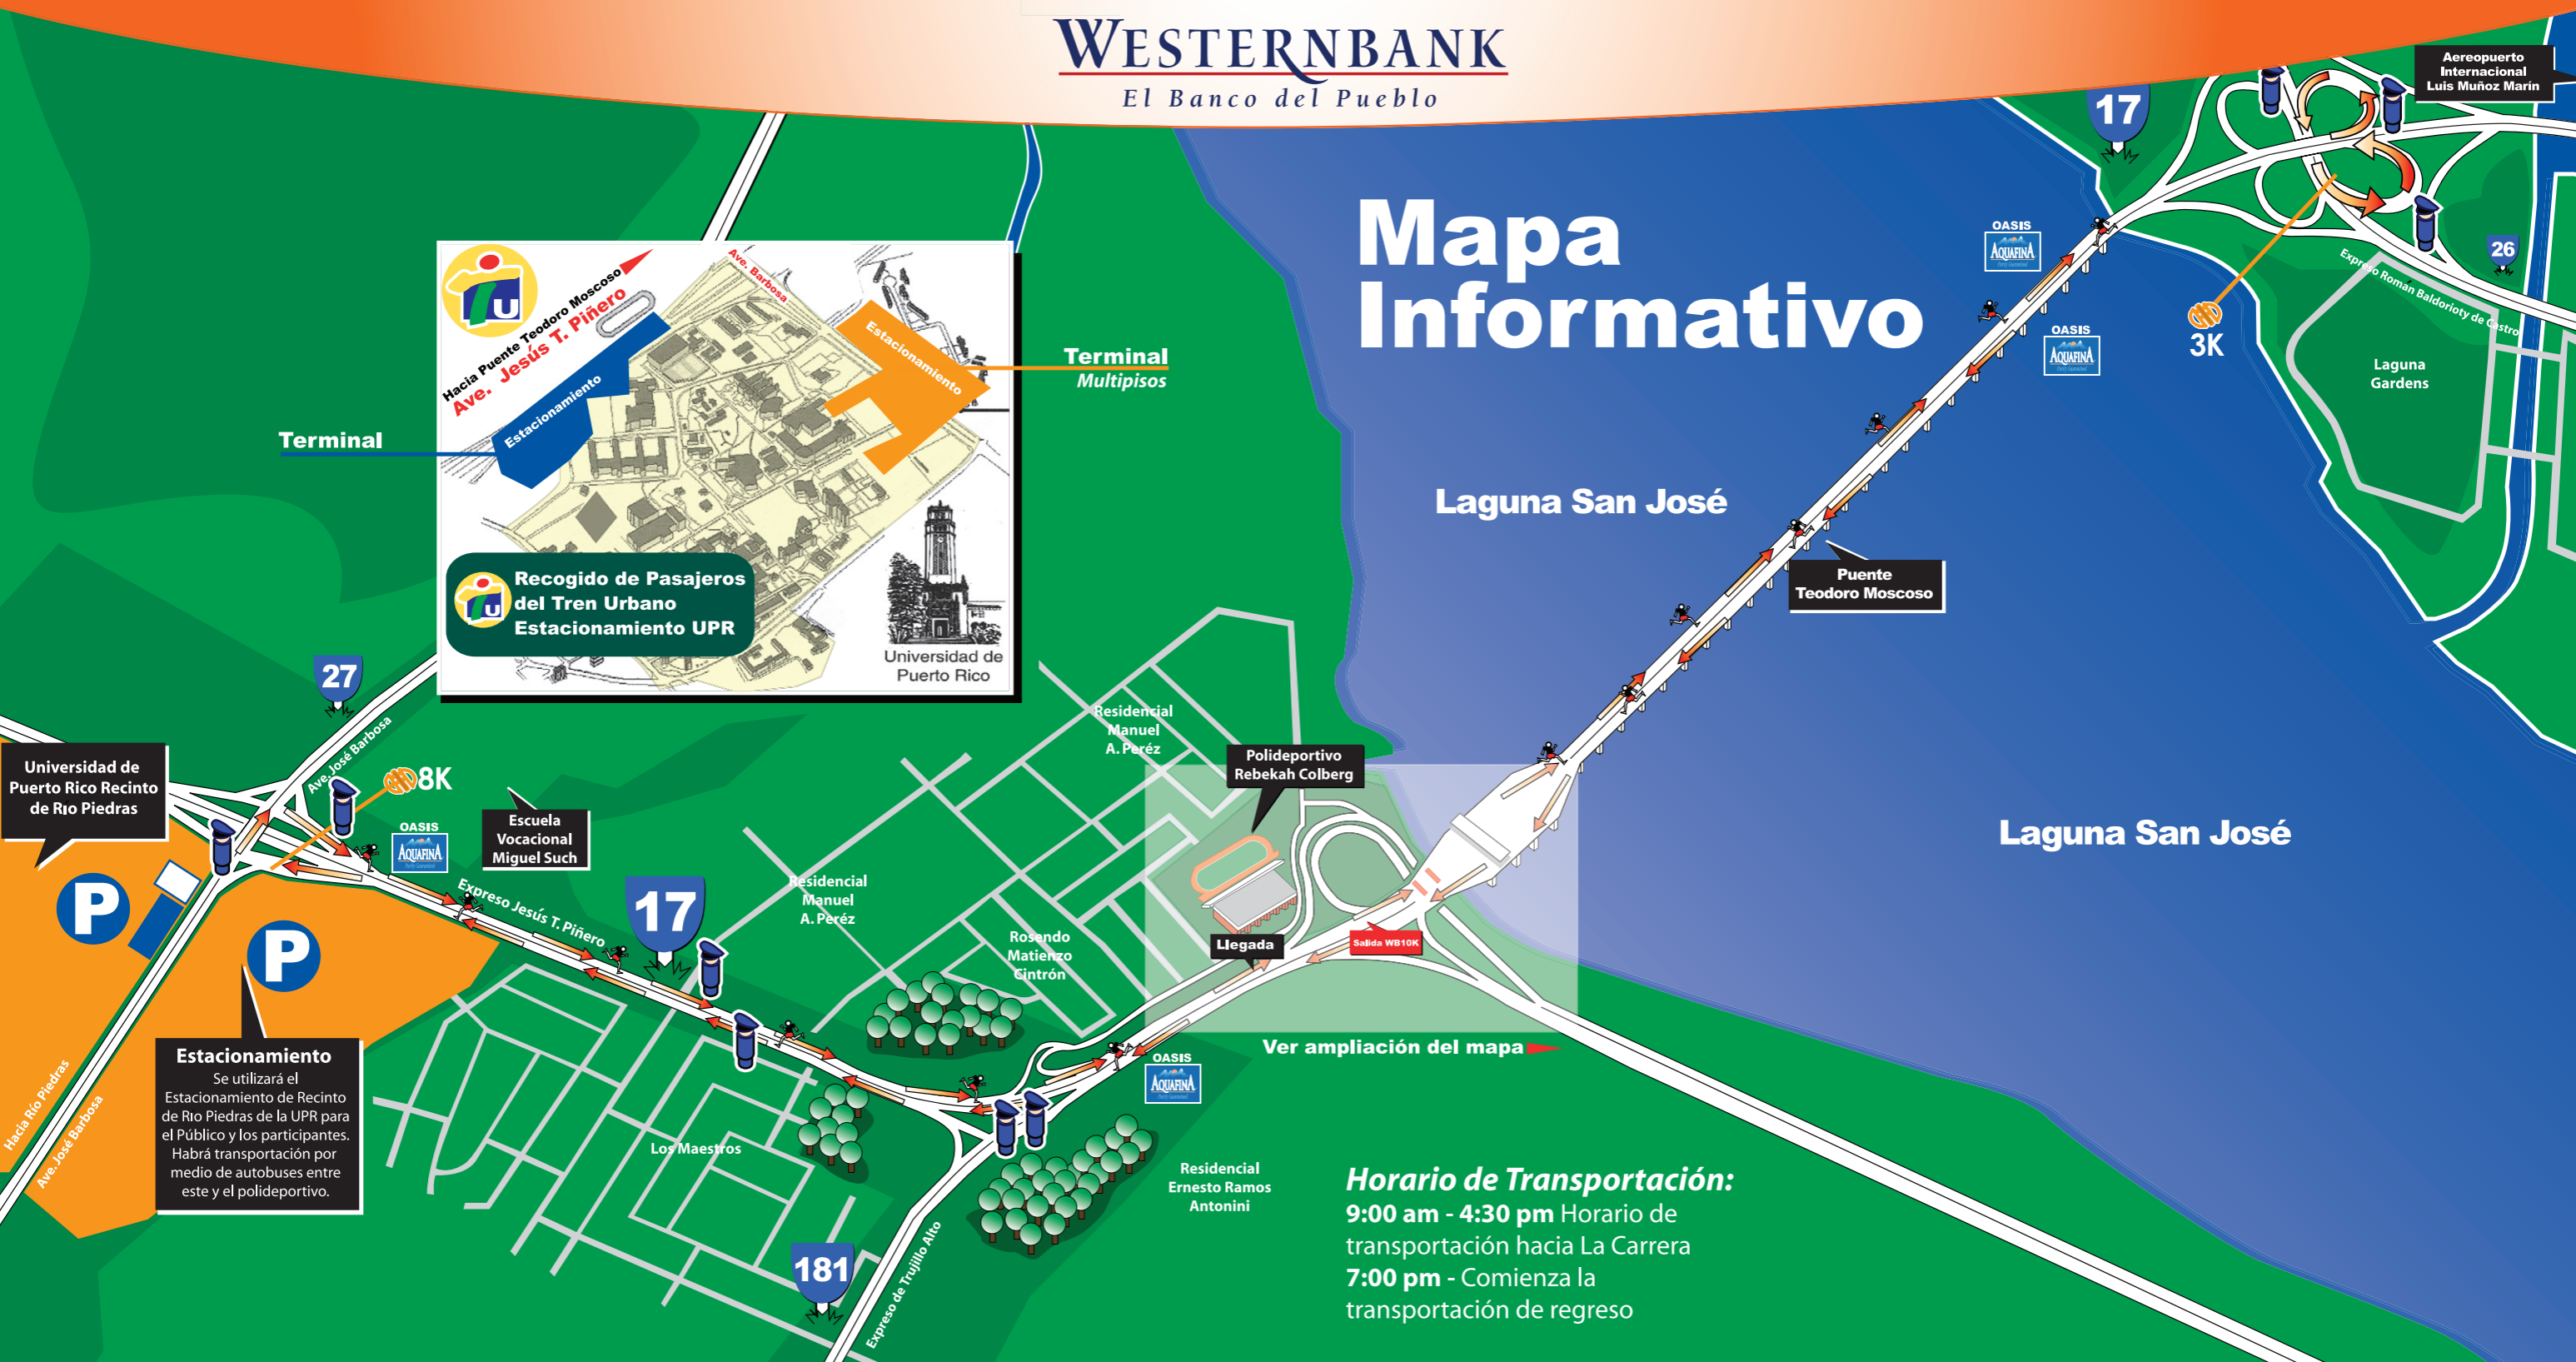 WESTERNBANK
El Banco del Pueblo
Aereopuerto
Internacional
Luis Muñoz Marín
17
Mapa
Informativo
OASIS
AQUAFINA
26
Expreso Roman Baldorioty de Castro
OASIS
AQUAFINA
3K
Laguna
Gardens
Hacia Puente Teodoro Moscoso
Ave. Jesús T. Piñero
Ave. Barbosa
Estacionamiento
Estacionamiento
Terminal
Multipisos
Terminal
Recogido de Pasajeros
del Tren Urbano
Estacionamiento UPR
Universidad de
Puerto Rico
Laguna San José
Puente
Teodoro Moscoso
Laguna San José
27
Ave. José Barbosa
Universidad de
Puerto Rico Recinto
de Rıo Piedras
8K
OASIS
AQUAFINA
Escuela
Vocacional
Miguel Such
Residencial
Manuel
A. Peréz
Polideportivo
Rebekah Colberg
P
P
Expreso Jesús T. Piñero
17
Residencial
Manuel
A. Peréz
Rosendo
Matienzo
Cintrón
Llegada
Salida WB10K
Ver ampliación del mapa
OASIS
AQUAFINA
Estacionamiento
Se utilizará el
Estacionamiento de Recinto
de Rıo Piedras de la UPR para
el Público y los participantes.
Habrá transportación por
medio de autobuses entre
este y el polideportivo.
Hacia Río Piedras
Ave. José Barbosa
Los Maestros
Residencial
Ernesto Ramos
Antonini
181
Expreso de Trujillo Alto
Horario de Transportación:
9:00 am - 4:30 pm Horario de
transportación hacia La Carrera
7:00 pm - Comienza la
transportación de regreso